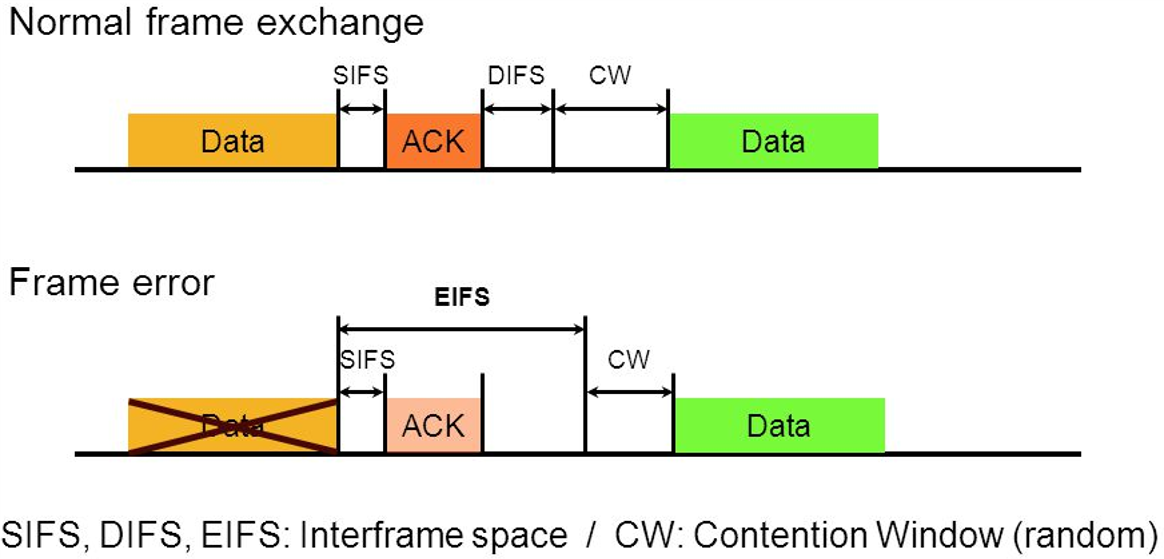 Normal frame exchange
SIFS DIFS CW
Data ACK Data
Frame error
EIFS
SIFS CW
Data ACK Data
SIFS, DIFS, EIFS: Interframe space / CW: Contention Window (random)